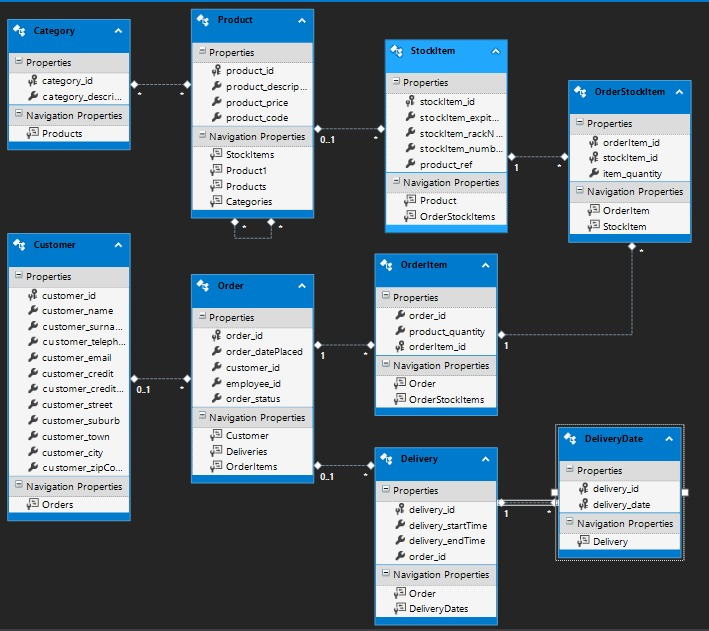 Category
Properties
category_id
category_descri...
Navigation Properties
Products
*
*
Product
Properties
product_id
product_descrip...
product_price
product_code
Navigation Properties
StockItems
Product1
Products
Categories
*
*
0..1
*
StockItem
Properties
stockItem_id
stockItem_expit...
stockItem_rackN...
stockItem_numb...
product_ref
Navigation Properties
Product
OrderStockItems
1
*
OrderStockItem
Properties
orderItem_id
stockItem_id
item_quantity
Navigation Properties
OrderItem
StockItem
*
Customer
Properties
customer_id
customer_name
customer_surna...
customer_teleph...
customer_email
customer_credit
customer_credit...
customer_street
customer_suburb
customer_town
customer_city
customer_zipCo...
Navigation Properties
Orders
0..1
*
Order
Properties
order_id
order_datePlaced
customer_id
employee_id
order_status
Navigation Properties
Customer
Deliveries
OrderItems
1
*
0..1
*
OrderItem
Properties
order_id
product_quantity
orderItem_id
Navigation Properties
Order
OrderStockItems
1
Delivery
Properties
delivery_id
delivery_startTime
delivery_endTime
order_id
Navigation Properties
Order
DeliveryDates
1
*
DeliveryDate
Properties
delivery_id
delivery_date
Navigation Properties
Delivery